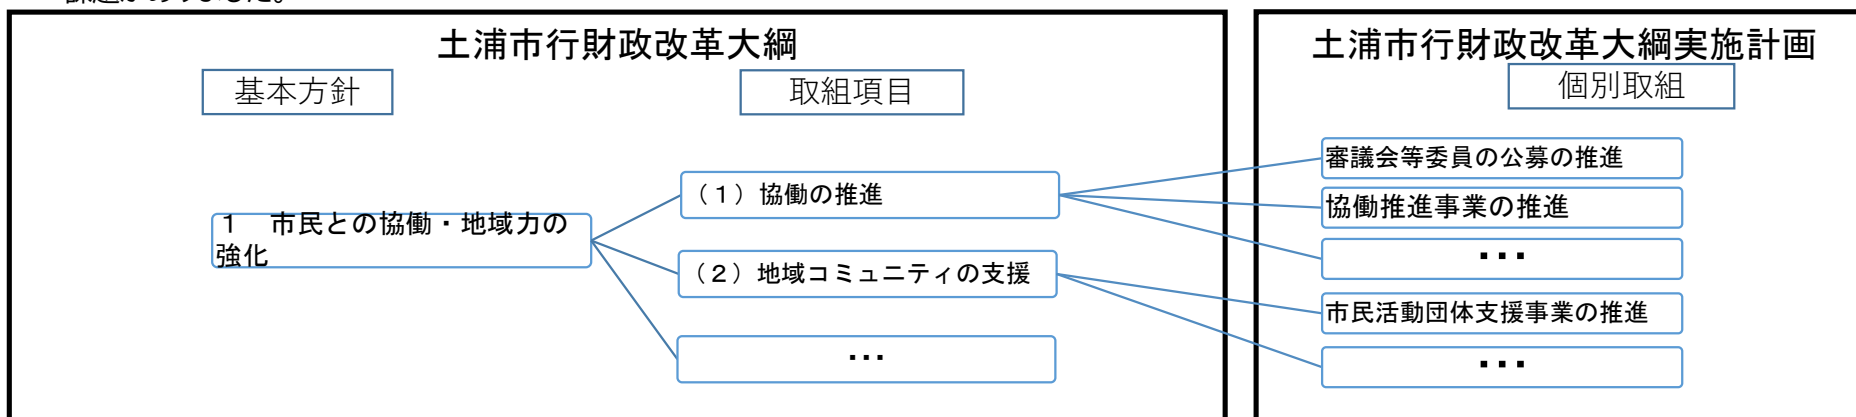 土浦市行財政改革大綱
基本方針
取組項目
１　市民との協働・地域力の
強化
（１）協働の推進
（２）地域コミュニティの支援
・・・
土浦市行財政改革大綱実施計画
個別取組
審議会等委員の公募の推進
協働推進事業の推進
・・・
市民活動団体支援事業の推進
・・・